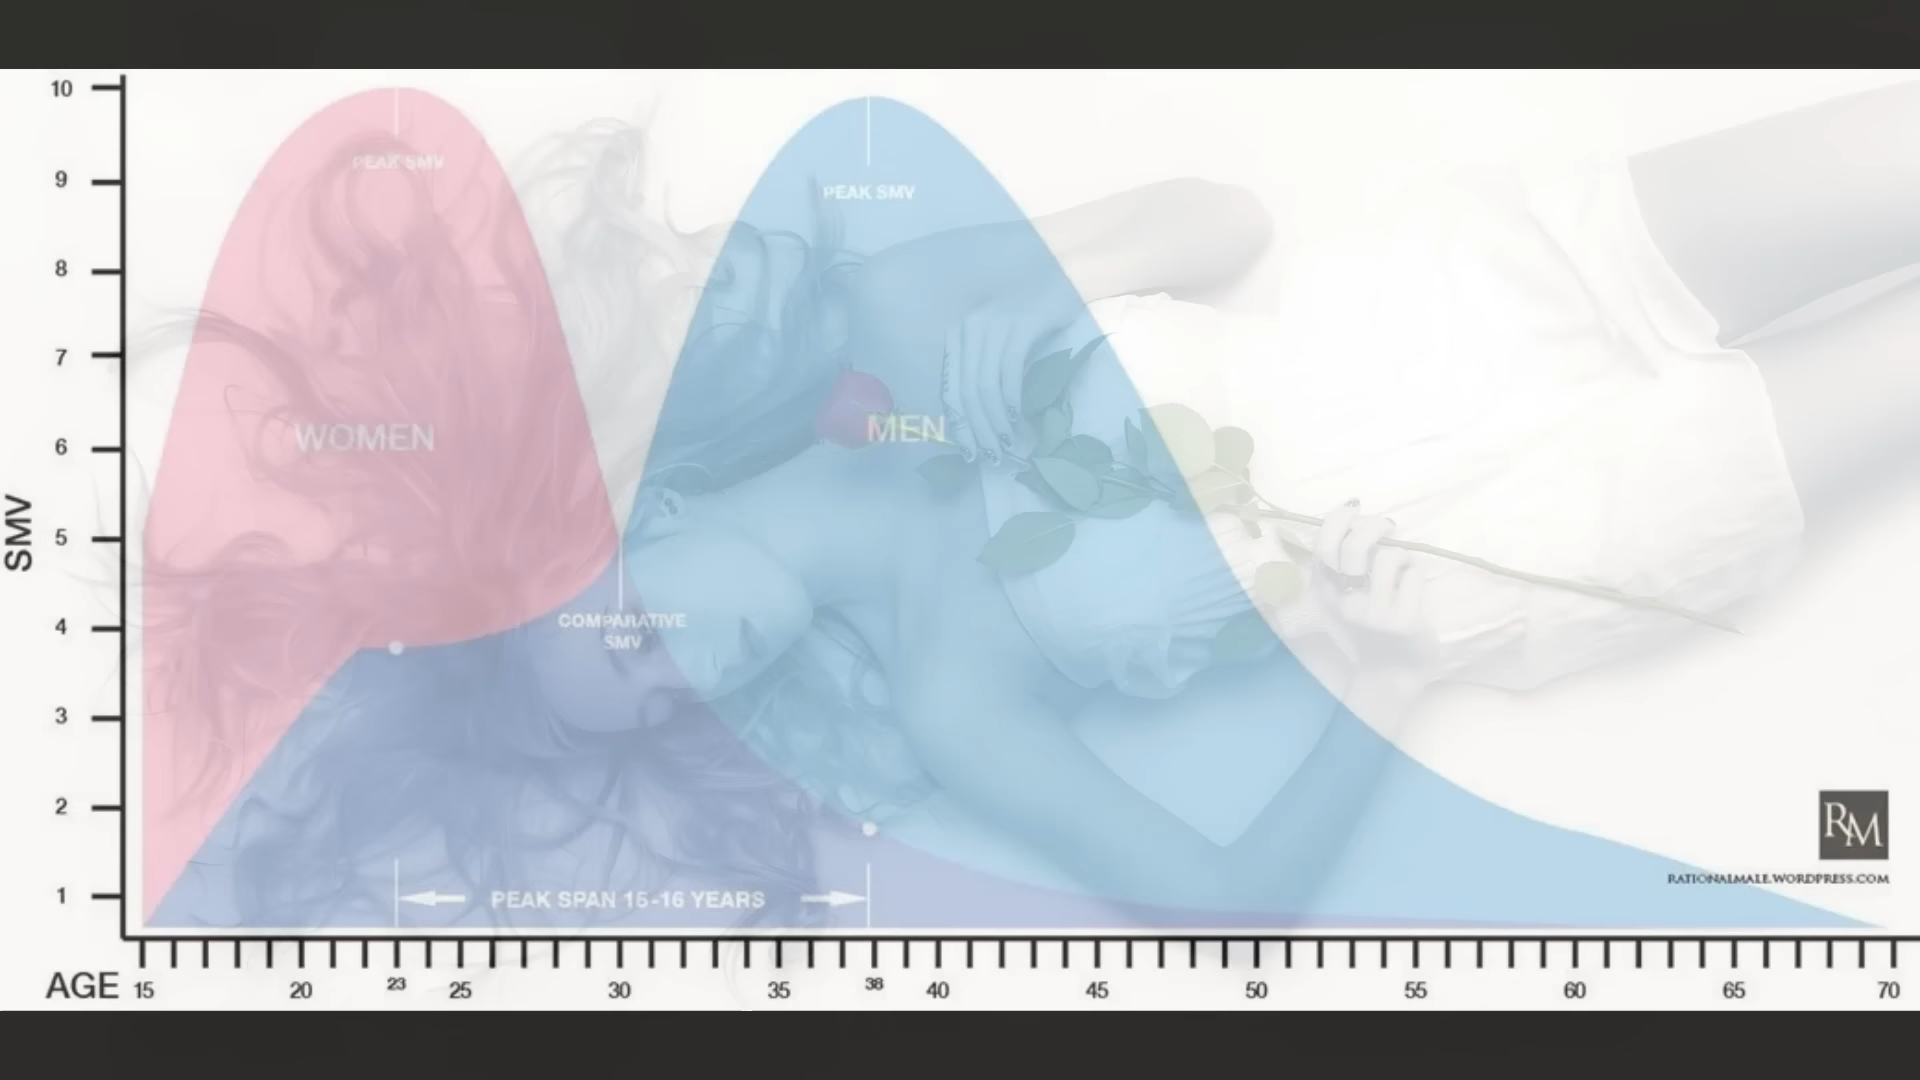 10
PEAK SMV
9
PEAK SMV
8
7
WOMEN
MEN
6
SMV
5
4
COMPARATIVE
SMV
3
2
RM
RATIONALMALE.WORDPRESS.COM
1
PEAK SPAN 15-16 YEARS
AGE 15 20 23 25 30 35 38 40 45 50 55 60 65 70